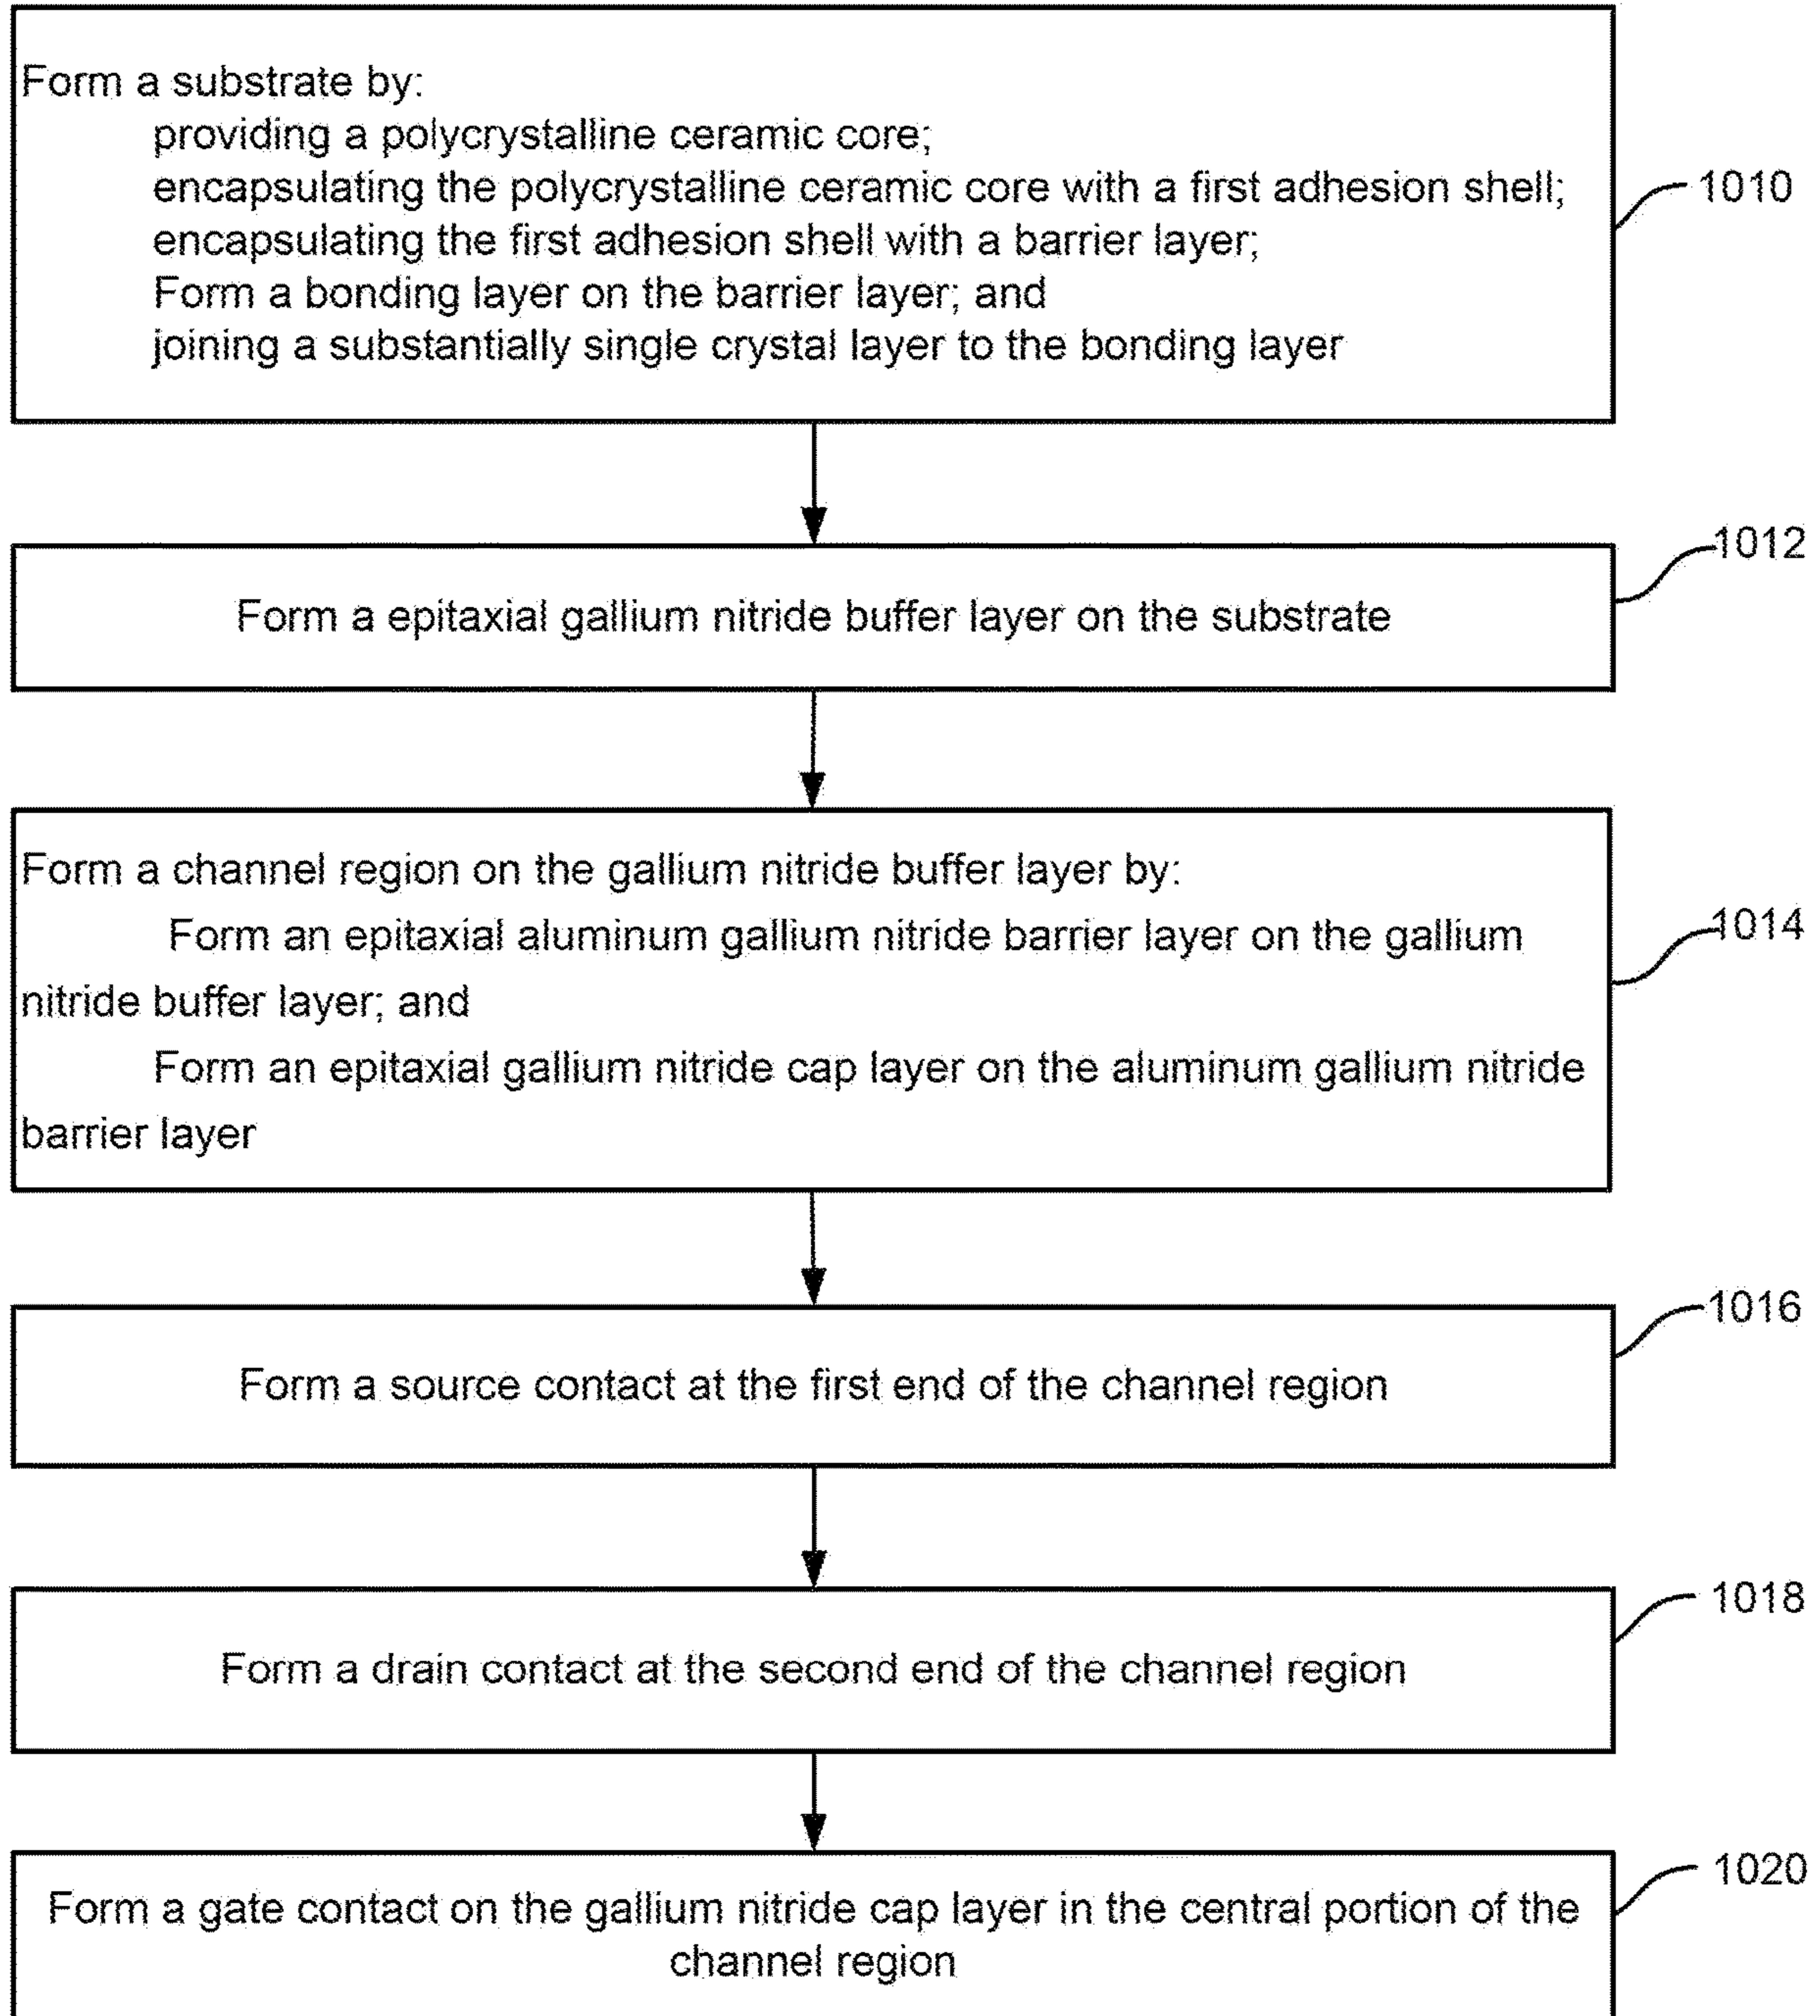 Form a substrate by:
providing a polycrystalline ceramic core;
encapsulating the polycrystalline ceramic core with a first adhesion shell;
encapsulating the first adhesion shell with a barrier layer;
Form a bonding layer on the barrier layer; and
joining a substantially single crystal layer to the bonding layer
1010
1012
Form a epitaxial gallium nitride buffer layer on the substrate
Form a channel region on the gallium nitride buffer layer by:
Form an epitaxial aluminum gallium nitride barrier layer on the gallium
nitride buffer layer; and
Form an epitaxial gallium nitride cap layer on the aluminum gallium nitride
barrier layer
1014
1016
Form a source contact at the first end of the channel region
1018
Form a drain contact at the second end of the channel region
1020
Form a gate contact on the gallium nitride cap layer in the central portion of the
channel region